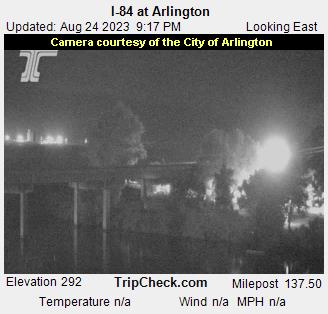 I-84 at Arlington
Updated: Aug 24 2023 9:17 PM Looking East
Camera courtesy of the City of Arlington
Elevation 292 TripCheck.com Milepost 137.50
Temperature n/a Wind n/a MPH n/a